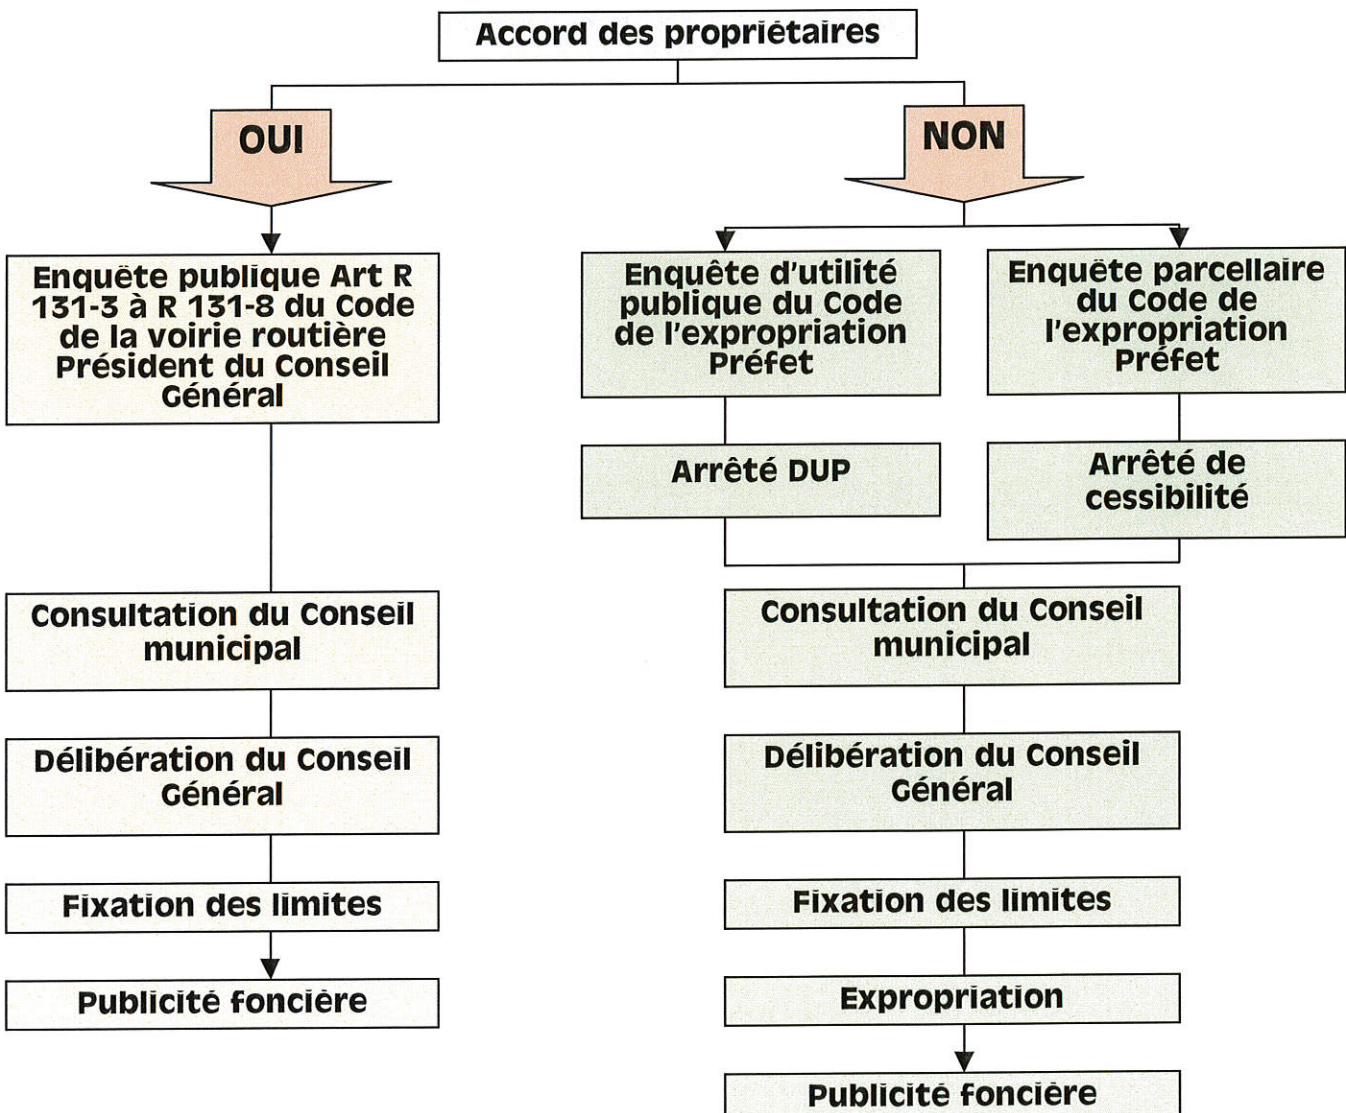 Accord des propriétaires
OUI
NON
Enquête publique Art R
131-3 à R 131-8 du Code
de la voirie routière
Président du Conseil
Général
Enquête d'utilité
publique du Code
de l'expropriation
Préfet
Enquête parcellaire
du Code de
l'expropriation
Préfet
Arrêté DUP
Arrêté de
cessibilité
Consultation du Conseil
municipal
Consultation du Conseil
municipal
Délibération du Conseil
Général
Délibération du Conseil
Général
Fixation des limites
Fixation des limites
Publicité foncière
Expropriation
Publicité foncière